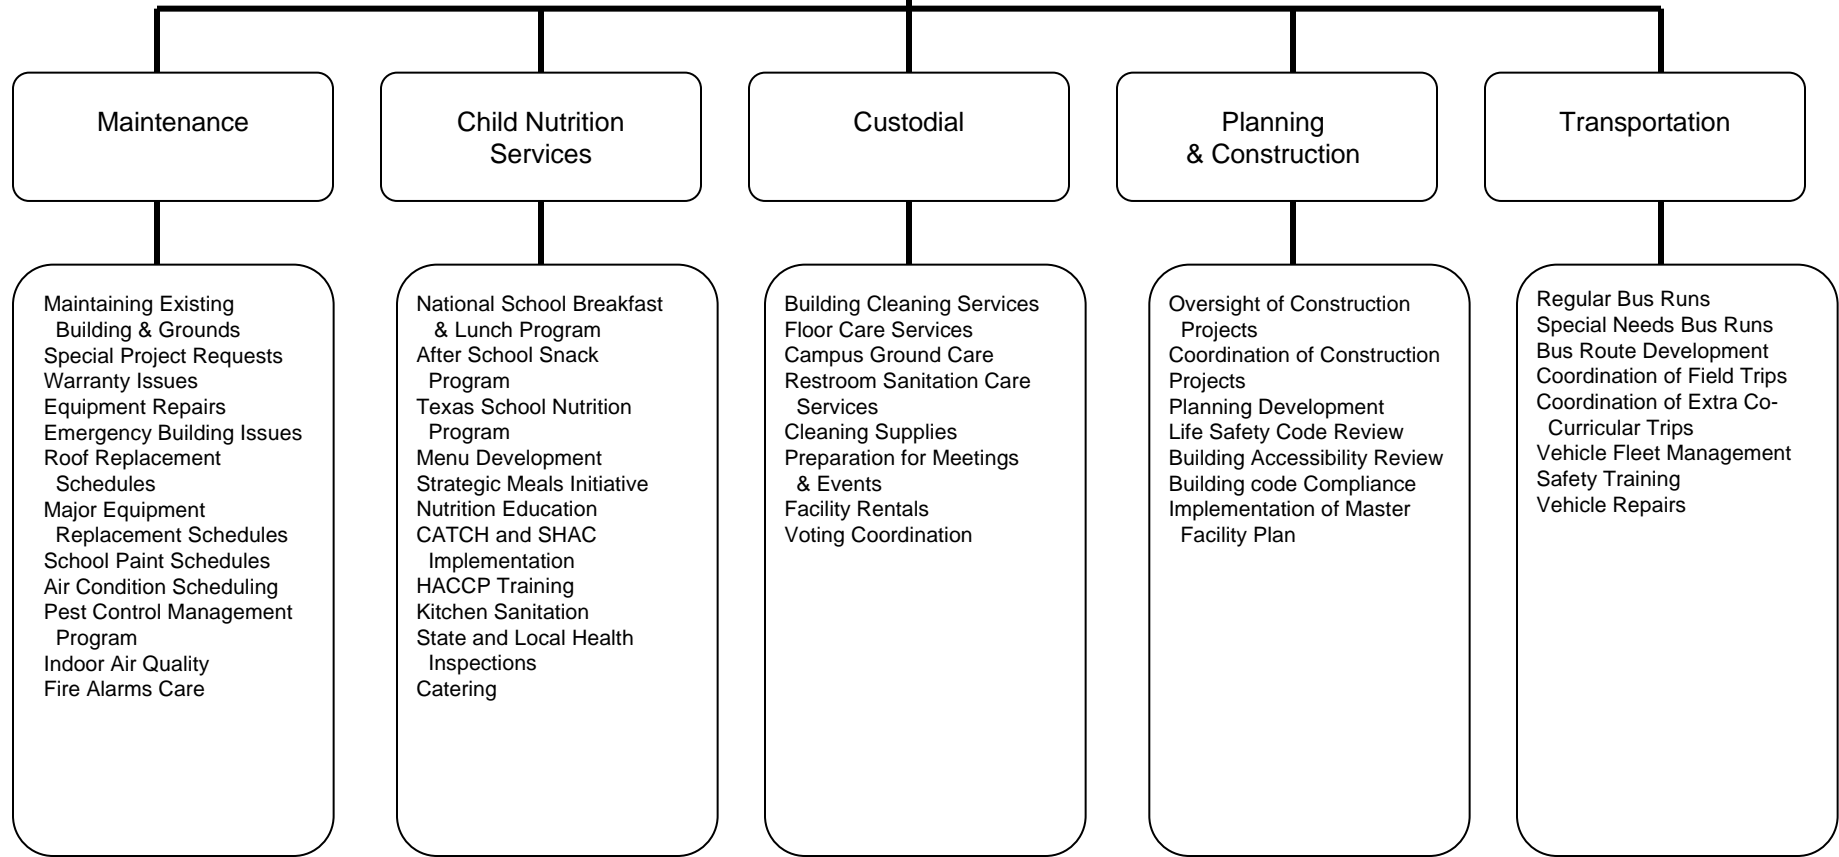 Maintenance
Child Nutrition
Services
Custodial
Planning
& Construction
Transportation
Maintaining Existing
Building & Grounds
Special Project Requests
Warranty Issues
Equipment Repairs
Emergency Building Issues
Roof Replacement
Schedules
Major Equipment
Replacement Schedules
School Paint Schedules
Air Condition Scheduling
Pest Control Management
Program
Indoor Air Quality
Fire Alarms Care
National School Breakfast
& Lunch Program
After School Snack
Program
Texas School Nutrition
Program
Menu Development
Strategic Meals Initiative
Nutrition Education
CATCH and SHAC
Implementation
HACCP Training
Kitchen Sanitation
State and Local Health
Inspections
Catering
Building Cleaning Services
Floor Care Services
Campus Ground Care
Restroom Sanitation Care
Services
Cleaning Supplies
Preparation for Meetings
& Events
Facility Rentals
Voting Coordination
Oversight of Construction
Projects
Coordination of Construction
Projects
Planning Development
Life Safety Code Review
Building Accessibility Review
Building code Compliance
Implementation of Master
Facility Plan
Regular Bus Runs
Special Needs Bus Runs
Bus Route Development
Coordination of Field Trips
Coordination of Extra Co-
Curricular Trips
Vehicle Fleet Management
Safety Training
Vehicle Repairs